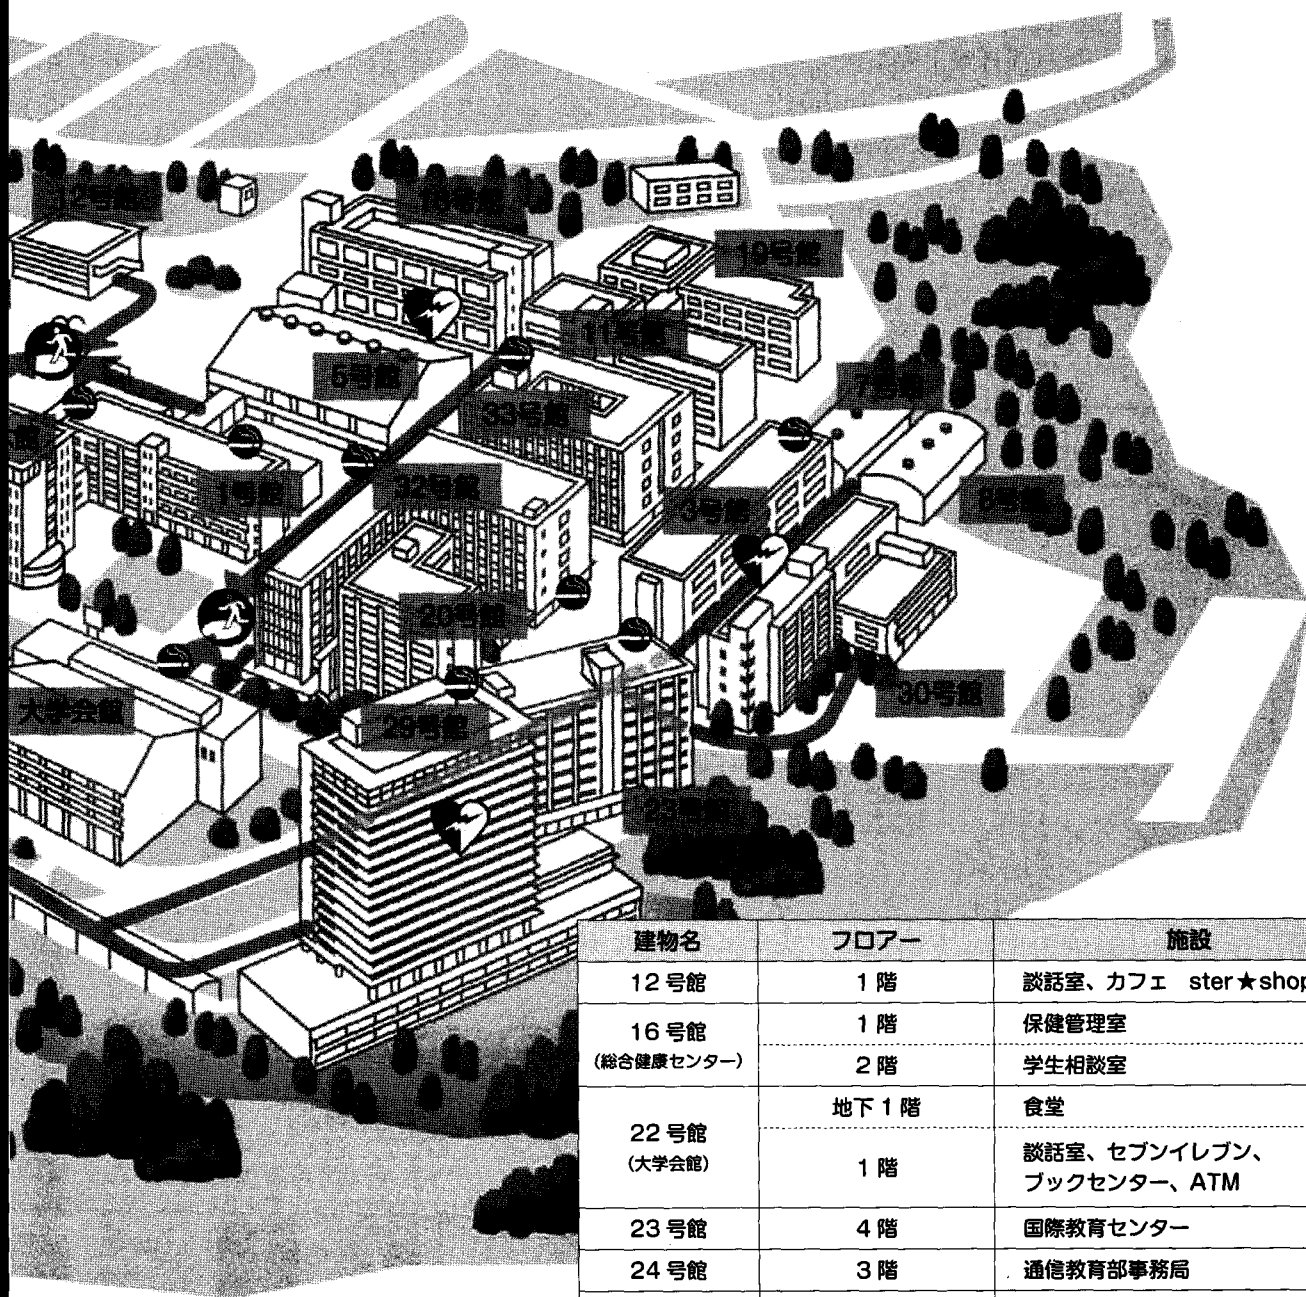 12号館
19号館
11号館
5号館
7号館
33号館
1号館
32号館
3号館
8号館
20号館
30号館
大学会館
29号館
23号館
建物名 フロアー 施設
12号館 1階 談話室、カフェ ster★shop
16号館 1階 保健管理室
(総合健康センター) 2階 学生相談室
22号館 地下1階 食堂
(大学会館) 1階 談話室、セブンイレブン、
ブックセンター、ATM
23号館 4階 国際教育センター
24号館 3階 通信教育部事務局